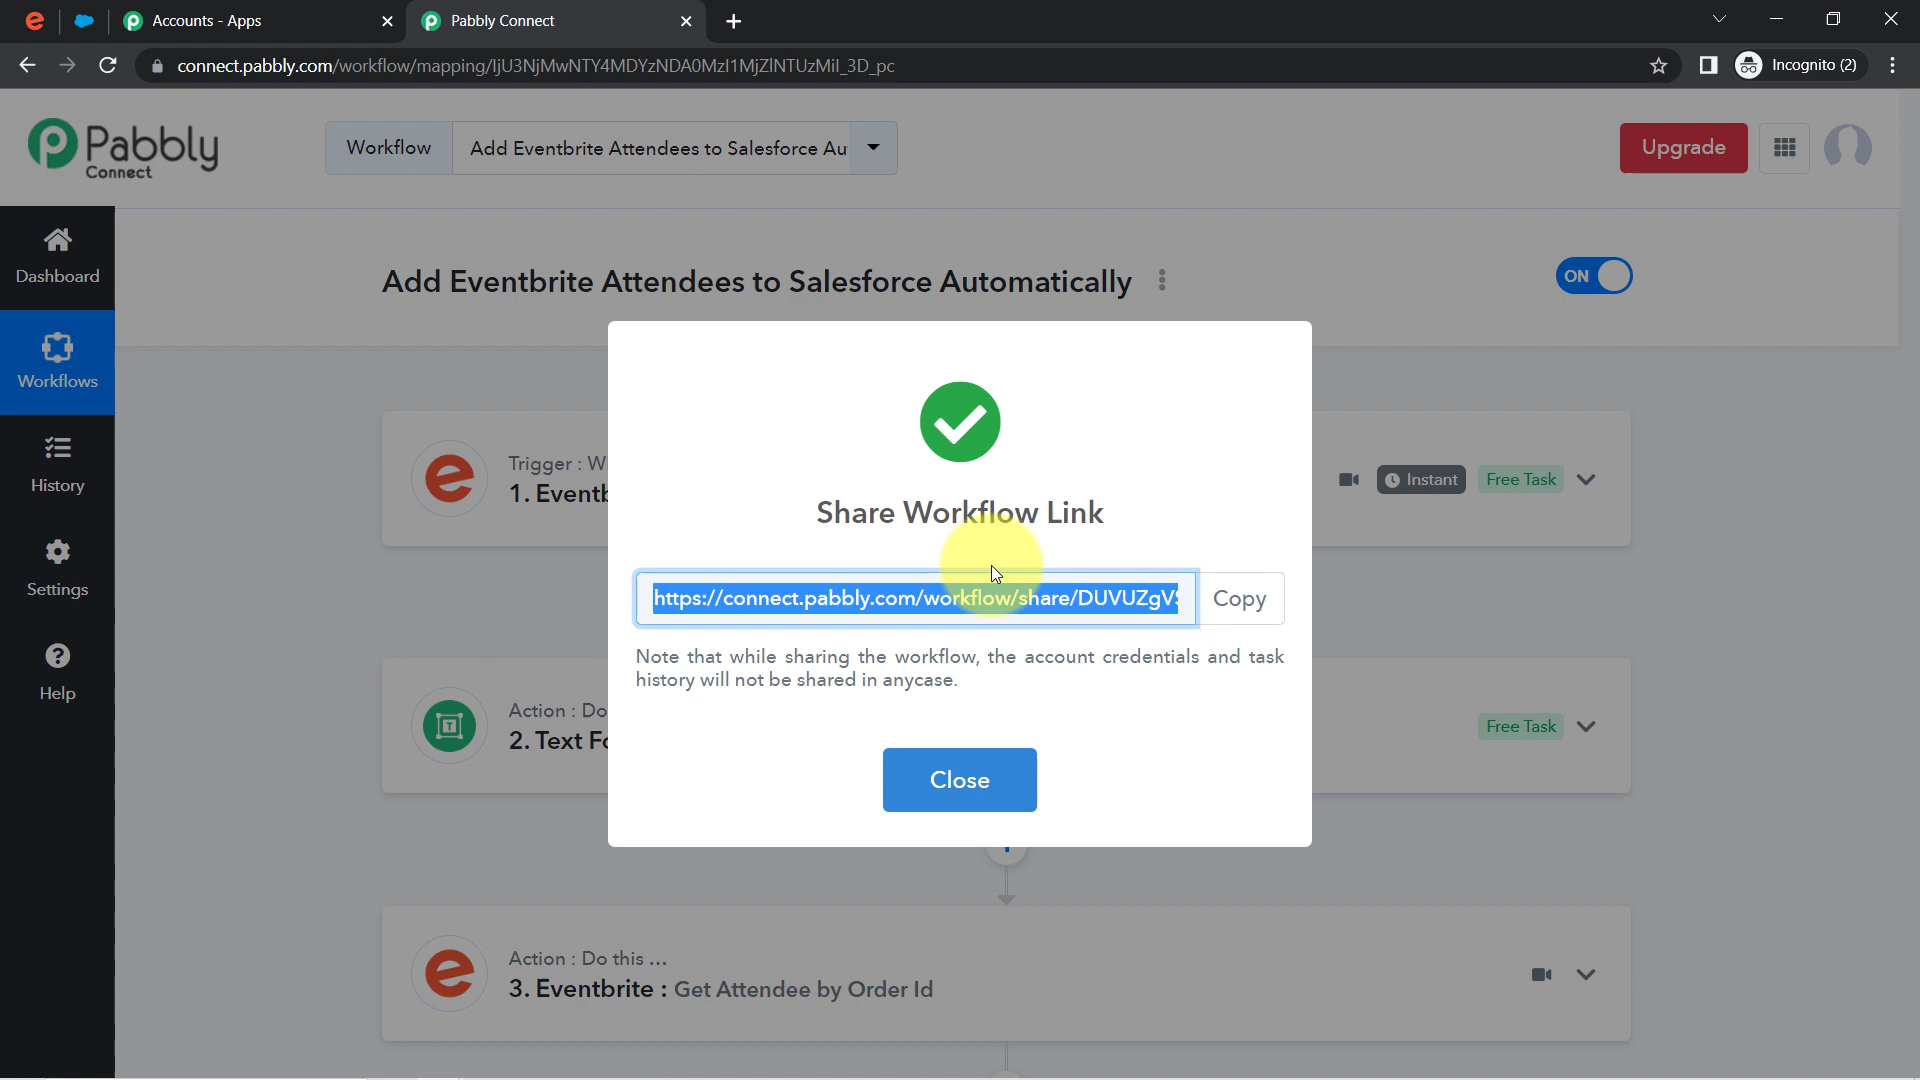 Accounts - Apps
Pabbly Connect
connect.pabbly.com/workflow/mapping/IjU3NjMwNTY4MDYzNDA0MzI1MjZlNTUzMiI_3D_pc
Incognito (2)
Pabbly
Connect
Workflow
Add Eventbrite Attendees to Salesforce Au
Upgrade
Dashboard
Workflows
History
Settings
Help
Add Eventbrite Attendees to Salesforce Automatically
ON
Trigger : W
1. Eventb
Instant
Free Task
Share Workflow Link
https://connect.pabbly.com/workflow/share/DUVUZgVS
Copy
Note that while sharing the workflow, the account credentials and task
history will not be shared in anycase.
Close
Action : Do
2. Text Fo
Free Task
Action : Do this ...
3. Eventbrite : Get Attendee by Order Id